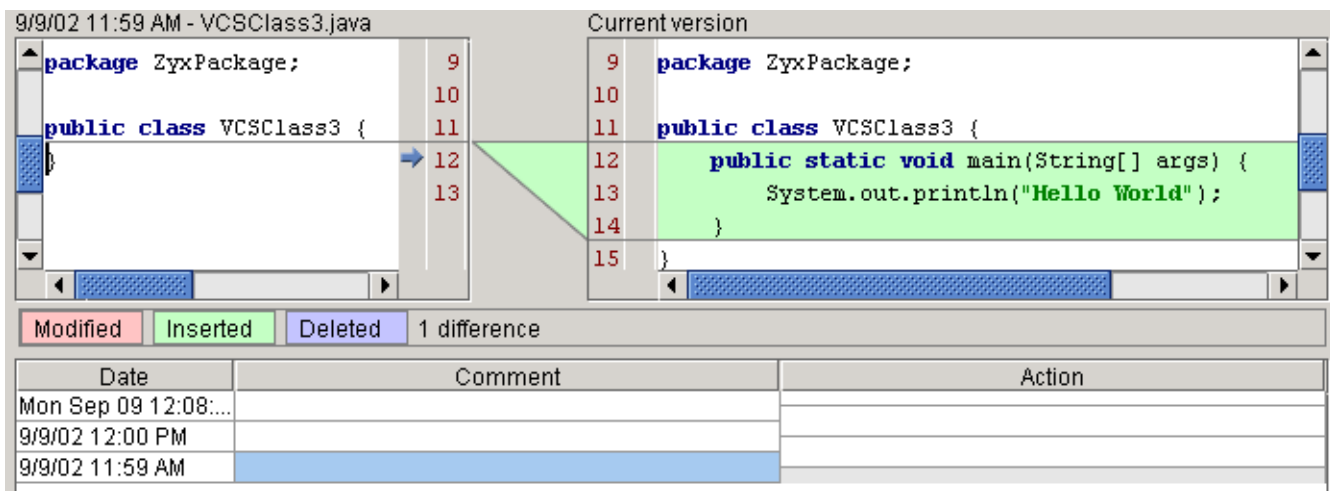 9/9/02 11:59 AM - VCSClass3.java
Current version
package ZyxPackage; 9
10
public class VCSClass3 { 11
} 12
13
9 package ZyxPackage;
10
11 public class VCSClass3 {
12 public static void main(String[] args) {
13 System.out.println("Hello World");
14 }
15 }
Modified Inserted Deleted 1 difference
Date Comment Action
Mon Sep 09 12:08:...
9/9/02 12:00 PM
9/9/02 11:59 AM